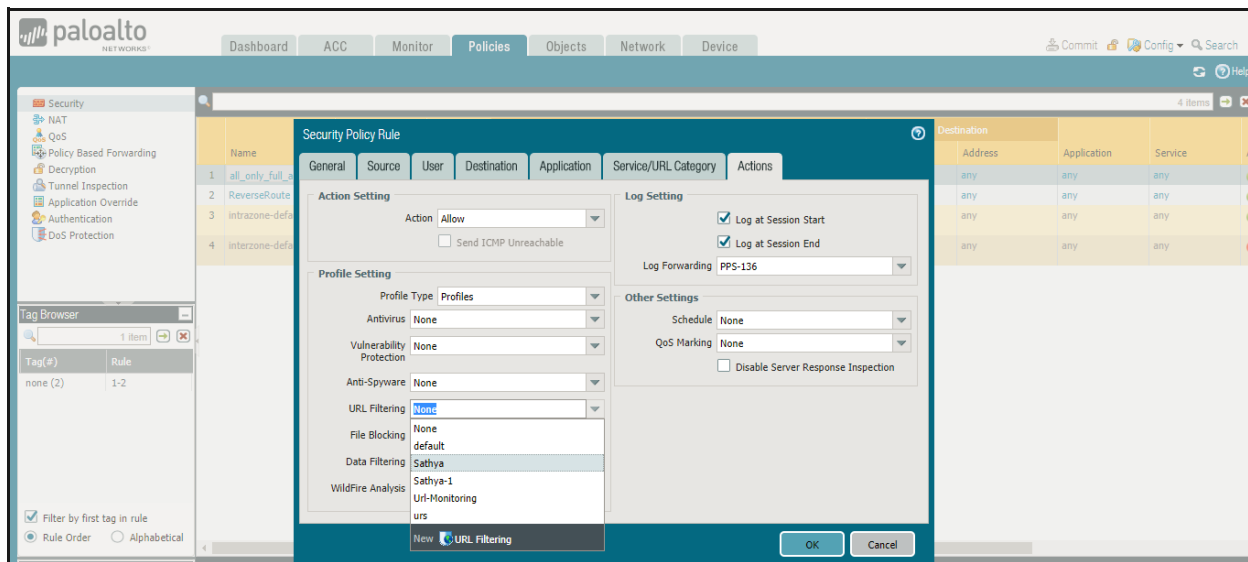 paloalto
NETWORKS
Dashboard ACC Monitor Policies Objects Network Device
Commit Config Search
Help
Security
NAT
QoS
Policy Based Forwarding
Decryption
Tunnel Inspection
Application Override
Authentication
DoS Protection
4 items
Destination
Name Address Application Service
1 all_only_full_a any any any
2 ReverseRoute any any any
3 intrazone-defa any any any
4 interzone-defa any any any
Security Policy Rule
General Source User Destination Application Service/URL Category Actions
Action Setting
Action Allow
Send ICMP Unreachable
Profile Setting
Profile Type Profiles
Antivirus None
Vulnerability Protection None
Anti-Spyware None
URL Filtering None
None
default
Sathya
Sathya-1
Url-Monitoring
urs
New URL Filtering
File Blocking
Data Filtering
WildFire Analysis
Log Setting
Log at Session Start
Log at Session End
Log Forwarding PPS-136
Other Settings
Schedule None
QoS Marking None
Disable Server Response Inspection
OK Cancel
Tag Browser
1 item
Tag(#) Rule
none (2) 1-2
Filter by first tag in rule
Rule Order Alphabetical